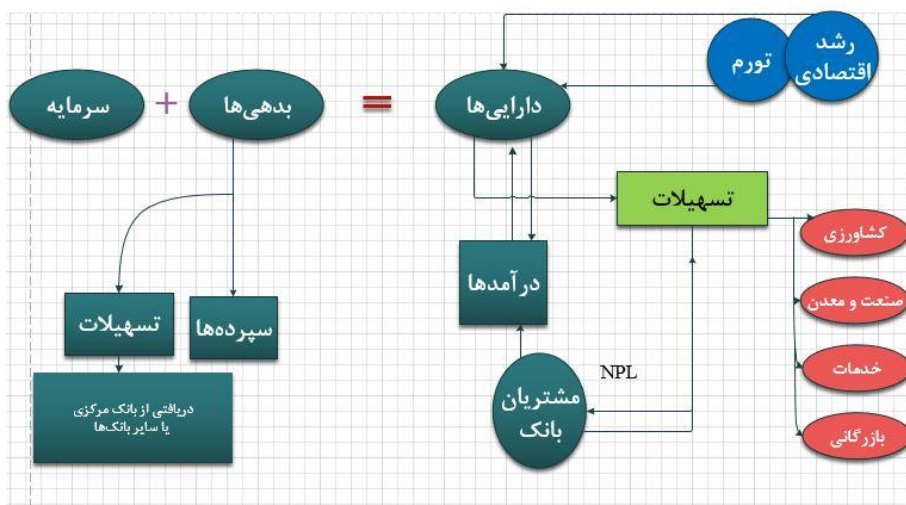 رشد
اقتصادی
تورم
دارایی‌ها
=
بدهی‌ها
+
سرمایه
تسهیلات
کشاورزی
صنعت و معدن
خدمات
بازرگانی
درآمدها
NPL
مشتریان
بانک
سپرده‌ها
تسهیلات
دریافتی از بانک مرکزی
یا سایر بانک‌ها